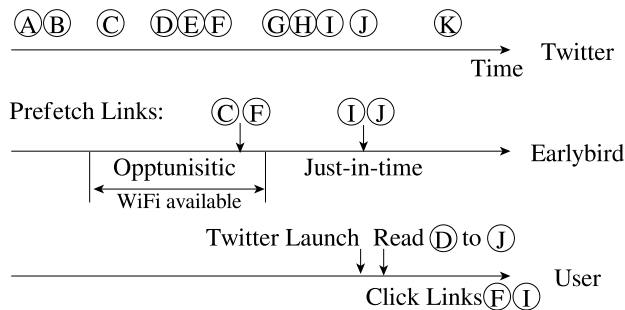 A B C D E F G H I J K
Time Twitter
Prefetch Links: C F I J
Opptunisitic Just-in-time Earlybird
WiFi available
Twitter Launch Read D to J
User
Click Links F I